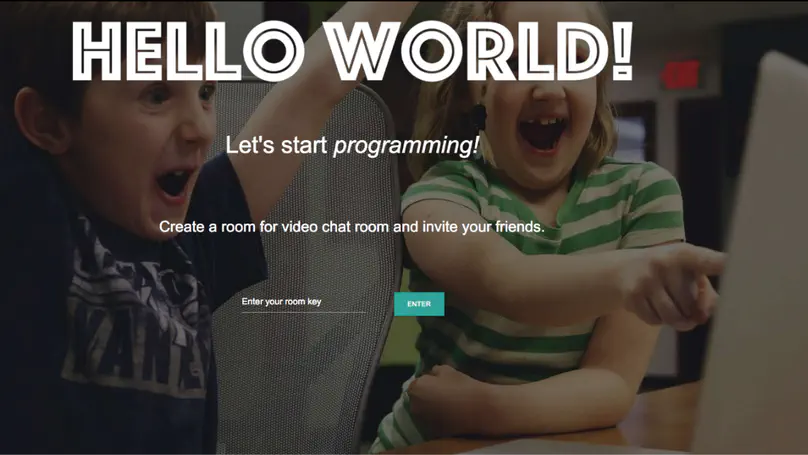 HELLO WORLD!
Let's start programming!
Create a room for video chat room and invite your friends.
Enter your room key
ENTER